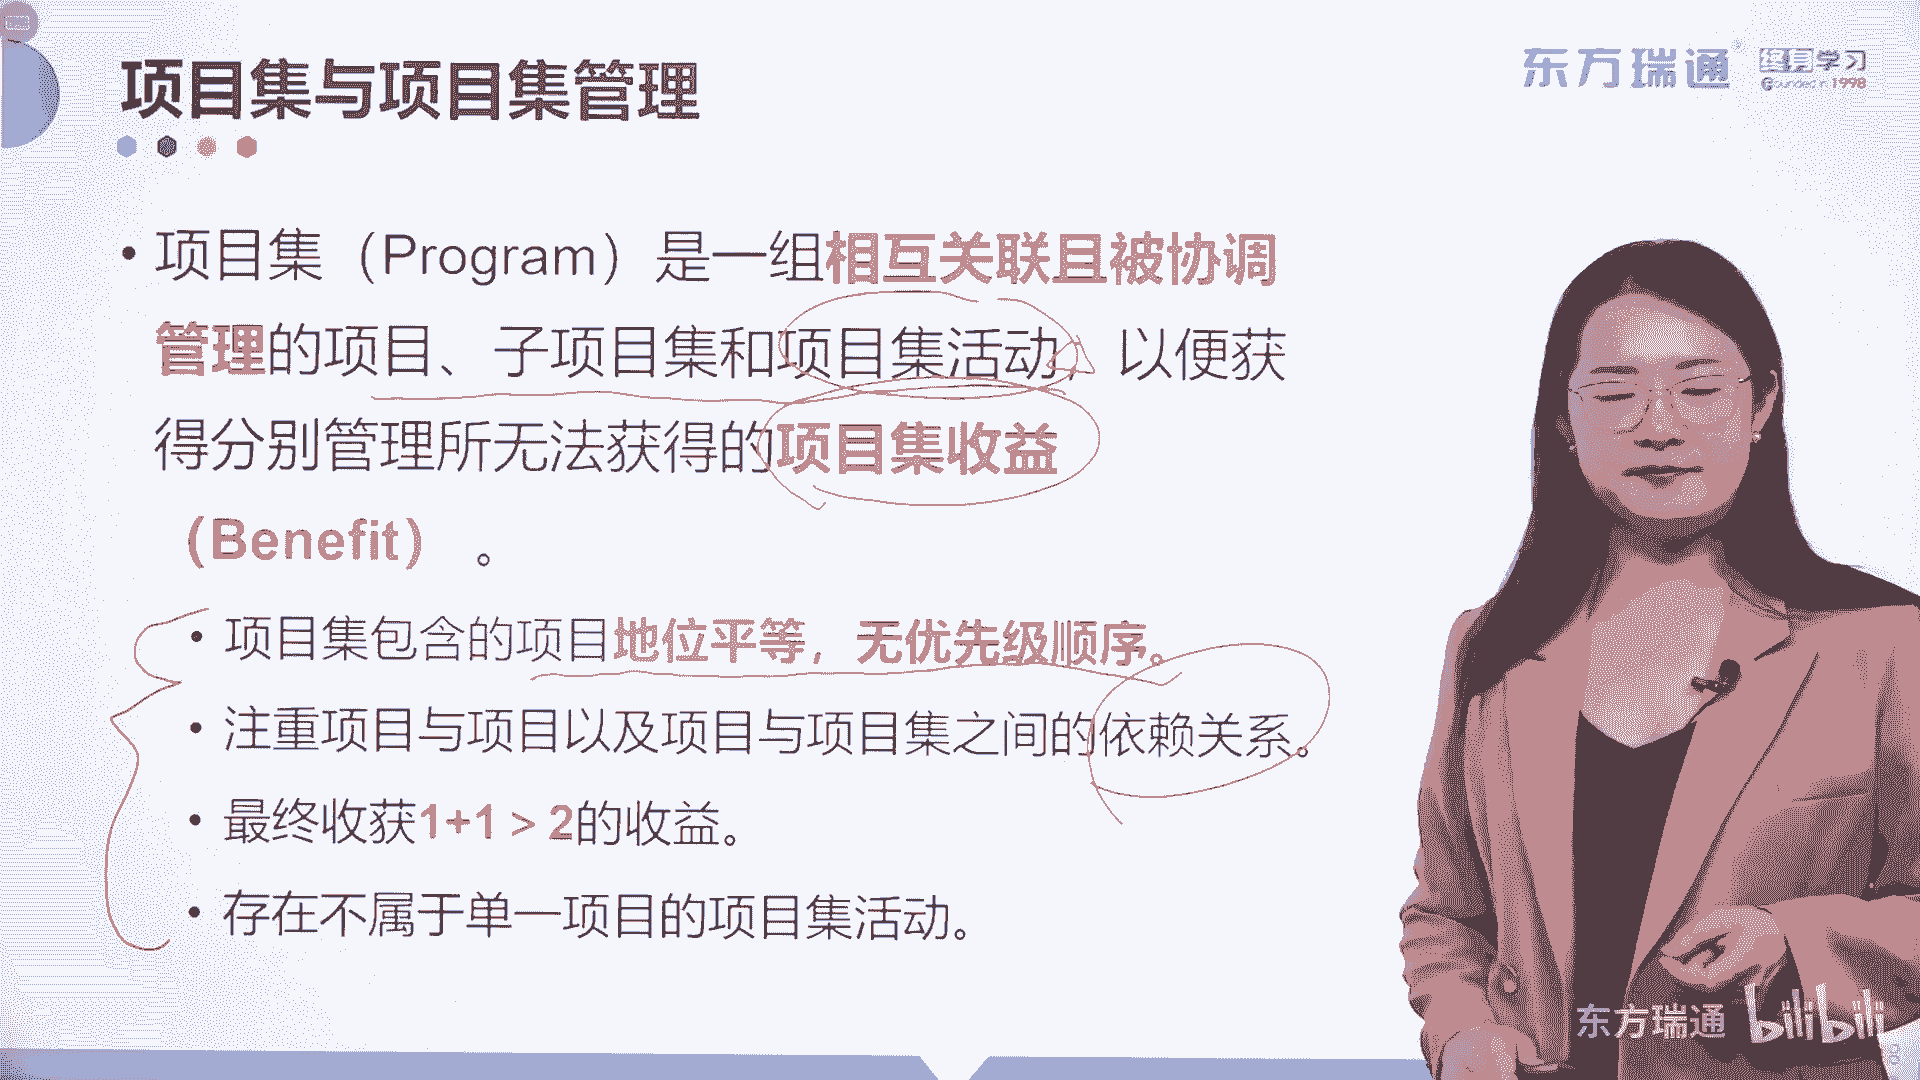 项目集与项目集管理
东方瑞通
终身学习
Founded in 1998
• 项目集（Program）是一组相互关联且被协调
管理的项目、子项目集和项目集活动，以便获
得分别管理所无法获得的项目集收益
（Benefit）。
• 项目集包含的项目地位平等，无优先级顺序。
• 注重项目与项目以及项目与项目集之间的依赖关系。
• 最终收获1+1 > 2的收益。
• 存在不属于单一项目的项目集活动。
东方瑞通 bilibili